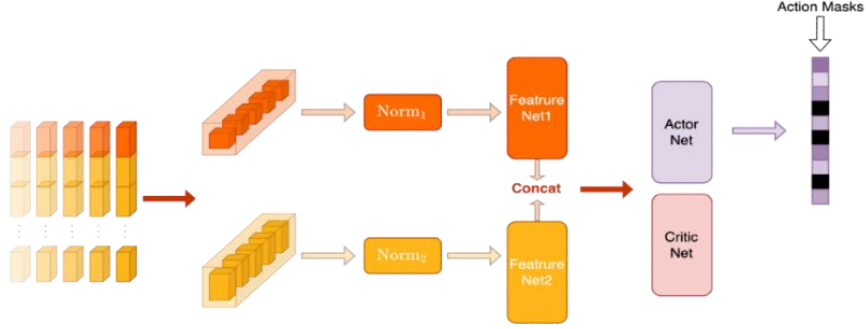 Action Masks
Norm₁
Featrure
Net1
Actor
Net
Concat
Norm₂
Featrure
Net2
Critic
Net